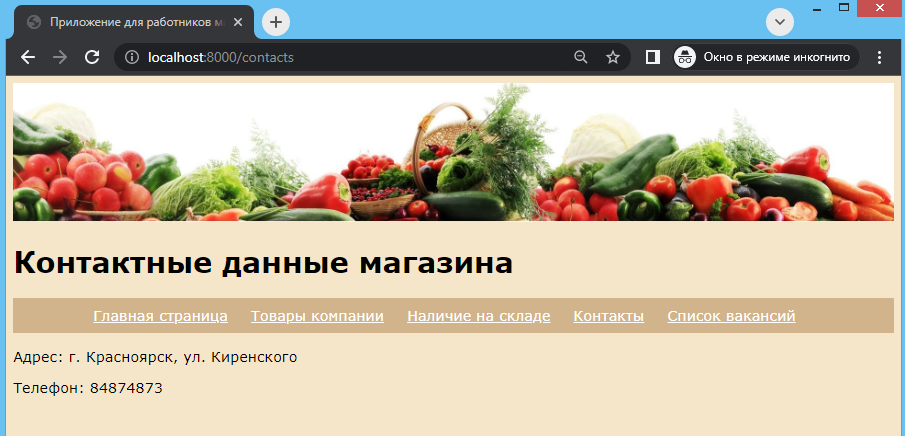 Приложение для работников м
localhost:8000/contacts
Окно в режиме инкогнито
Контактные данные магазина
Главная страница Товары компании Наличие на складе Контакты Список вакансий
Адрес: г. Красноярск, ул. Киренского
Телефон: 84874873